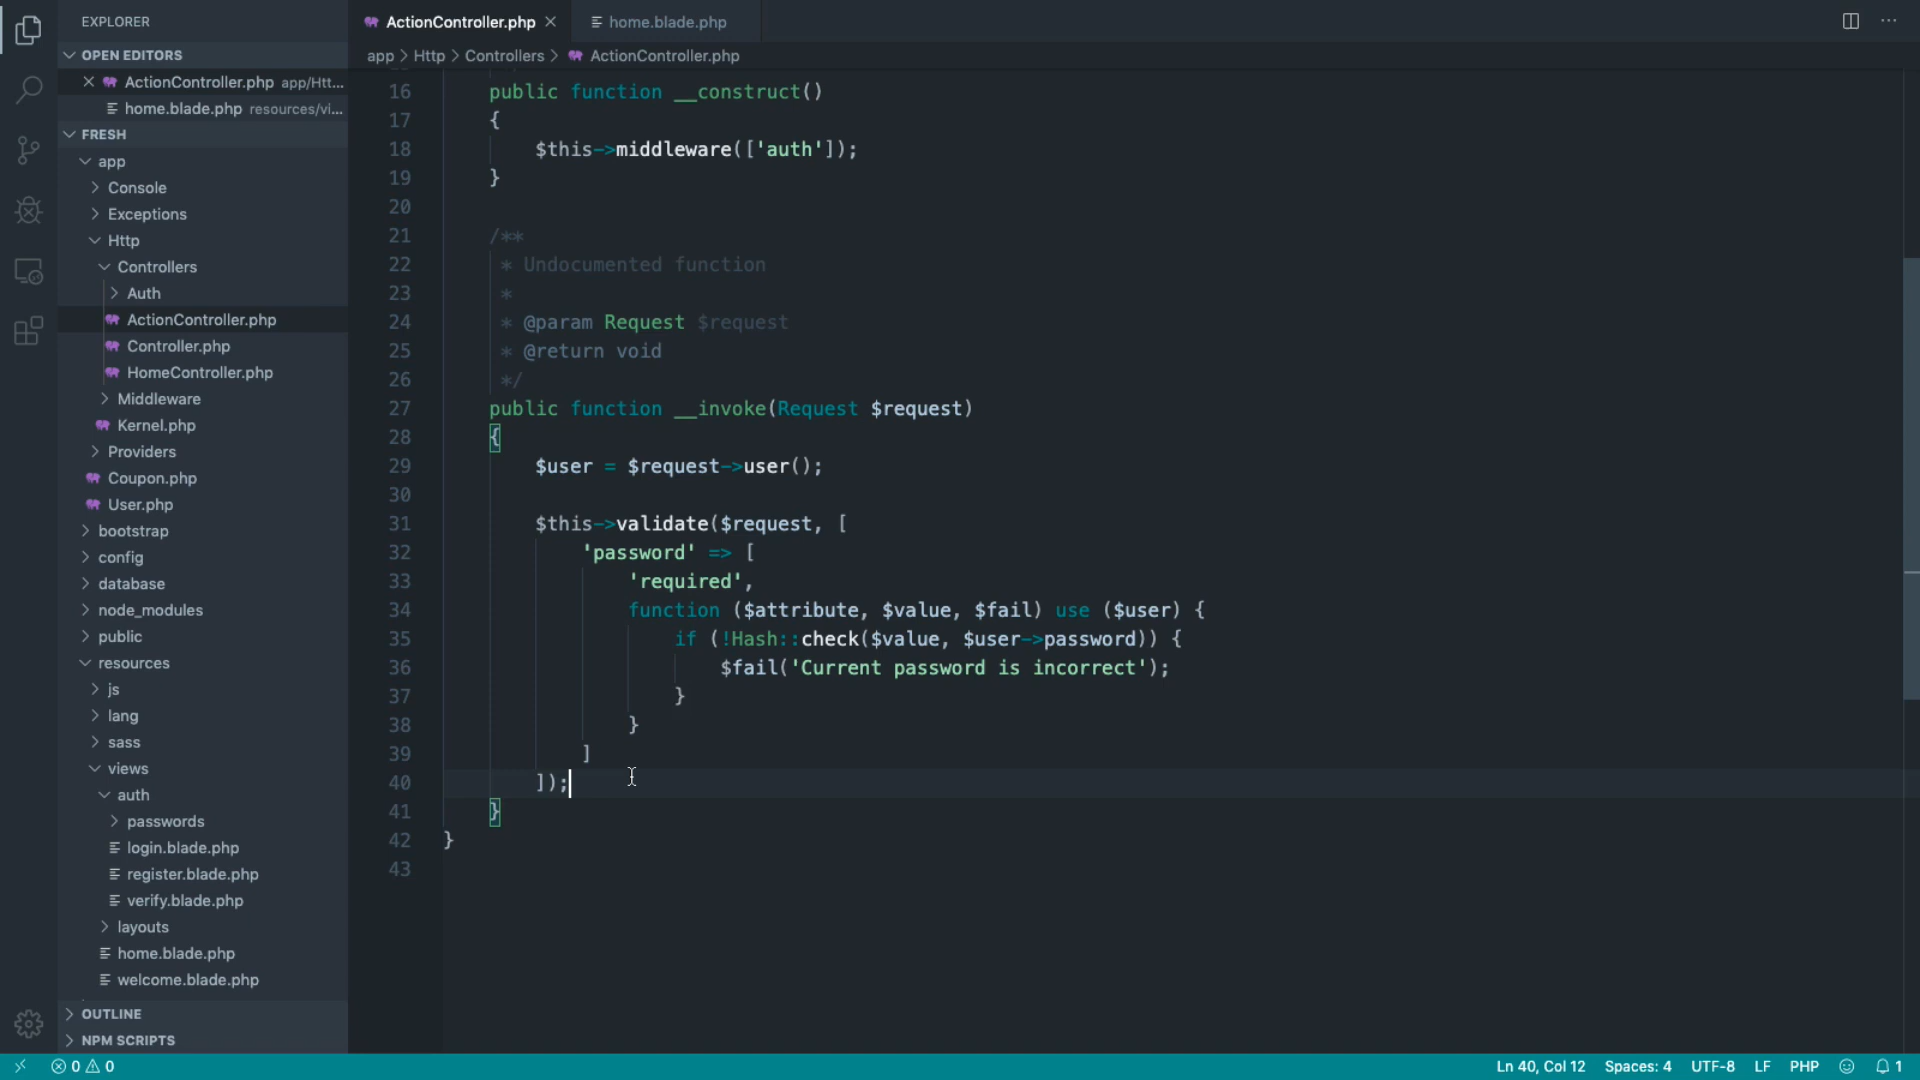 EXPLORER
OPEN EDITORS
ActionController.php app/Htt...
home.blade.php resources/vi...
FRESH
app
Console
Exceptions
Http
Controllers
Auth
ActionController.php
Controller.php
HomeController.php
Middleware
Kernel.php
Providers
Coupon.php
User.php
bootstrap
config
database
node_modules
public
resources
js
lang
sass
views
auth
passwords
login.blade.php
register.blade.php
verify.blade.php
layouts
home.blade.php
welcome.blade.php
OUTLINE
NPM SCRIPTS
ActionController.php home.blade.php
app > Http > Controllers > ActionController.php
16 public function __construct()
17 {
18 $this->middleware(['auth']);
19 }
20
21 /**
22 * Undocumented function
23 *
24 * @param Request $request
25 * @return void
26 */
27 public function __invoke(Request $request)
28 {
29 $user = $request->user();
30
31 $this->validate($request, [
32 'password' => [
33 'required',
34 function ($attribute, $value, $fail) use ($user) {
35 if (!Hash::check($value, $user->password)) {
36 $fail('Current password is incorrect');
37 }
38 }
39 ]
40 ]);
41 }
42 }
43
0 0 Ln 40, Col 12 Spaces: 4 UTF-8 LF PHP 1